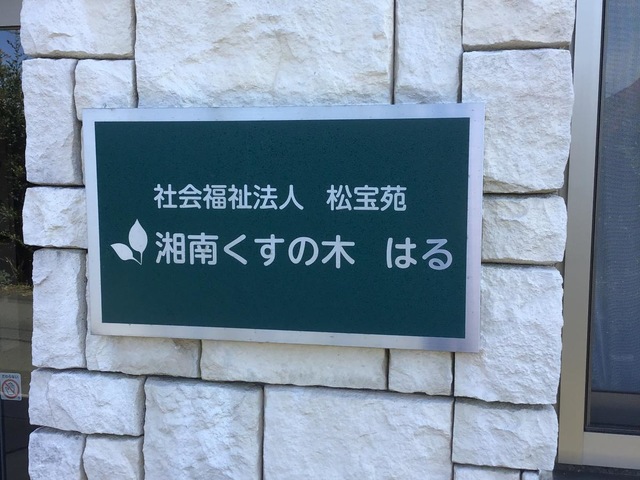 社会福祉法人　松宝苑
湘南くすの木　はる